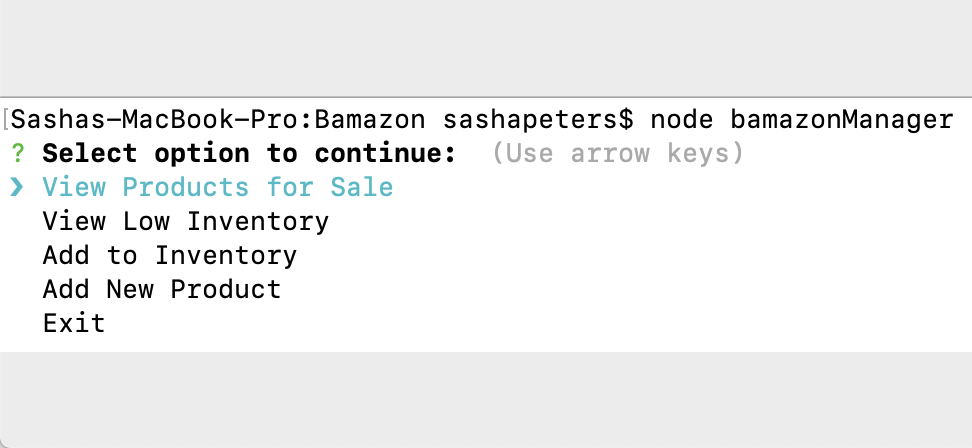 [Sashas-MacBook-Pro:Bamazon sashapeters$ node bamazonManager
? Select option to continue:  (Use arrow keys)
❯ View Products for Sale
  View Low Inventory
  Add to Inventory
  Add New Product
  Exit